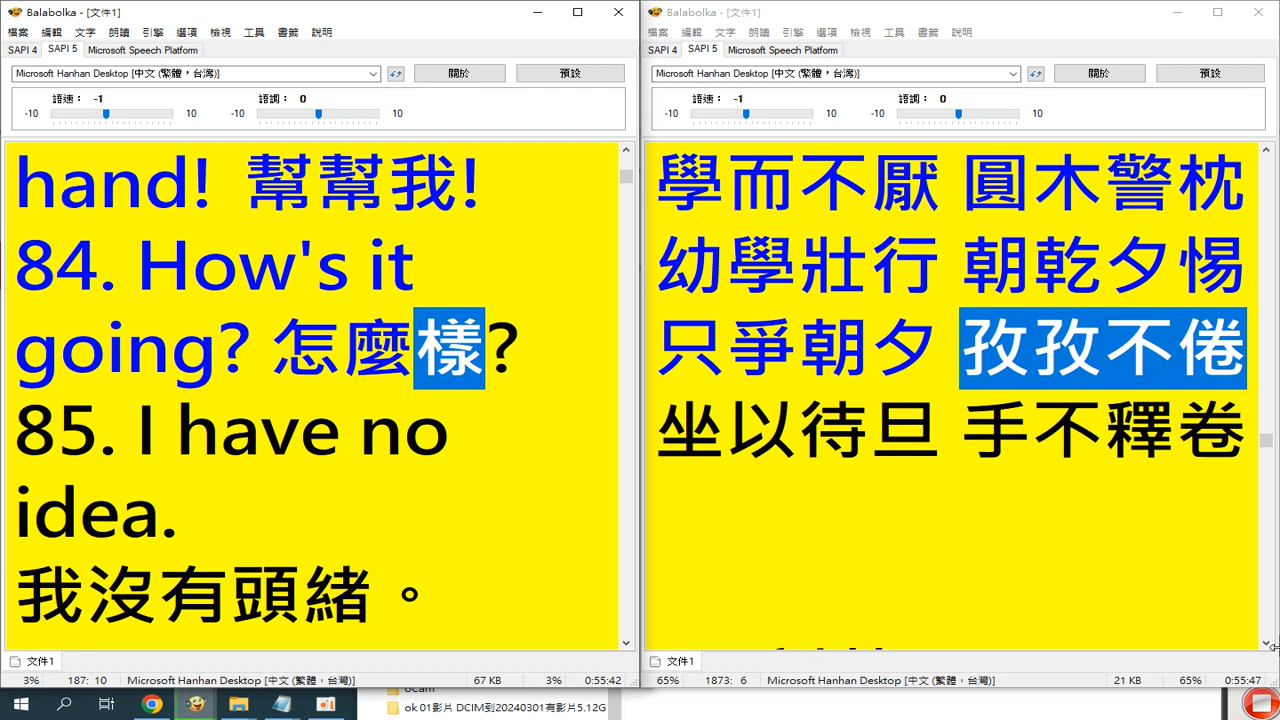 Balabolka - [文件1]
檔案 編輯 文字 朗讀 引擎 選項 檢視 工具 書籤 說明
SAPI 4 SAPI 5 Microsoft Speech Platform
Microsoft Hanhan Desktop [中文 (繁體，台灣)] 關於 預設
語速： -1 語調： 0
-10 10 -10 10
hand! 幫幫我!
84. How's it
going? 怎麼樣?
85. I have no
idea.
我沒有頭緒。
文件1
3% 187: 10 Microsoft Hanhan Desktop [中文 (繁體，台灣)] 67 KB 3% 0:55:42
Balabolka - [文件1]
檔案 編輯 文字 朗讀 引擎 選項 檢視 工具 書籤 說明
SAPI 4 SAPI 5 Microsoft Speech Platform
Microsoft Hanhan Desktop [中文 (繁體，台灣)] 關於 預設
語速： -1 語調： 0
-10 10 -10 10
學而不厭 圓木警枕
幼學壯行 朝乾夕惕
只爭朝夕 孜孜不倦
坐以待旦 手不釋卷
文件1
65% 1873: 6 Microsoft Hanhan Desktop [中文 (繁體，台灣)] 21 KB 65% 0:55:47
oCam
ok 01影片 DCIM到20240301有影片5.12G